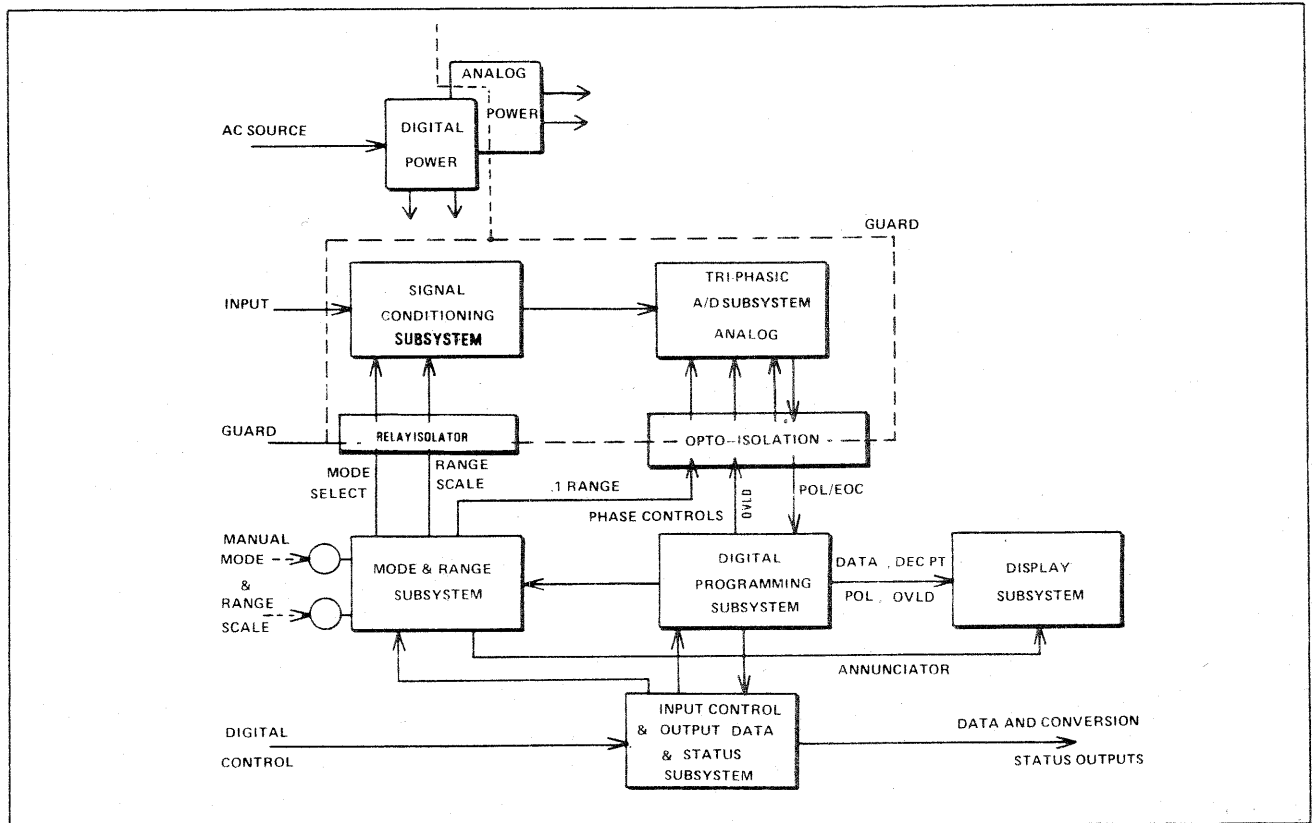 ANALOG
POWER
DIGITAL
POWER
AC SOURCE
GUARD
INPUT
SIGNAL
CONDITIONING
SUBSYSTEM
TRI-PHASIC
A/D SUBSYSTEM
ANALOG
GUARD
RELAY ISOLATOR
OPTO-ISOLATION
MODE
SELECT
RANGE
SCALE
.1 RANGE
PHASE CONTROLS
OVLD
POL/EOC
MANUAL
MODE
&
RANGE
SCALE
MODE & RANGE
SUBSYSTEM
DIGITAL
PROGRAMMING
SUBSYSTEM
DATA , DEC PT
POL , OVLD
DISPLAY
SUBSYSTEM
ANNUNCIATOR
DIGITAL
CONTROL
INPUT CONTROL
& OUTPUT DATA
& STATUS
SUBSYSTEM
DATA AND CONVERSION
STATUS OUTPUTS